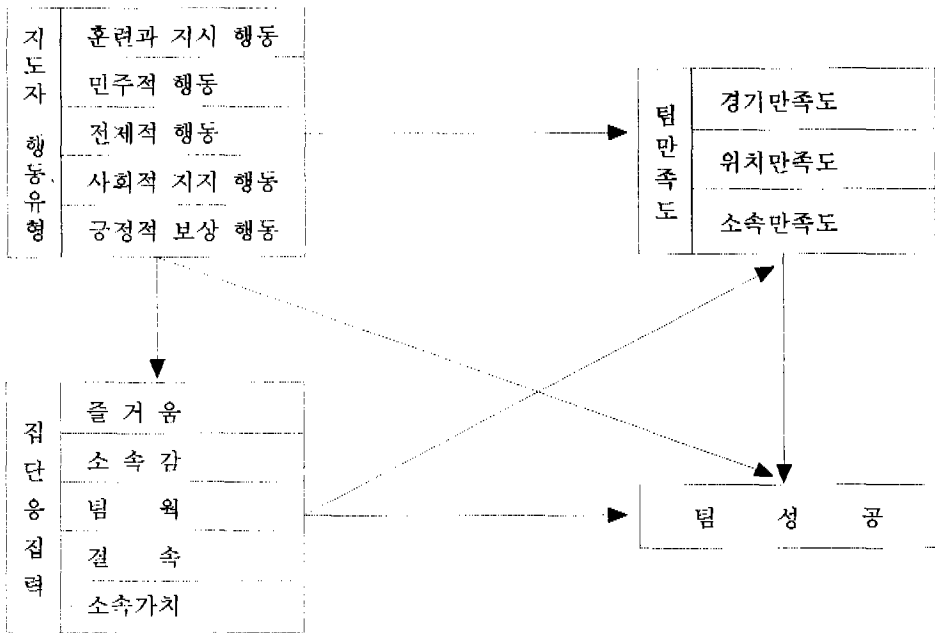 지도자 행동유형
훈련과 지시 행동
민주적 행동
전제적 행동
사회적 지지 행동
긍정적 보상 행동
팀만족도
경기만족도
위치만족도
소속만족도
집단응집력
즐 거 움
소 속 감
팀 웍
결 속
소속가치
팀 성 공